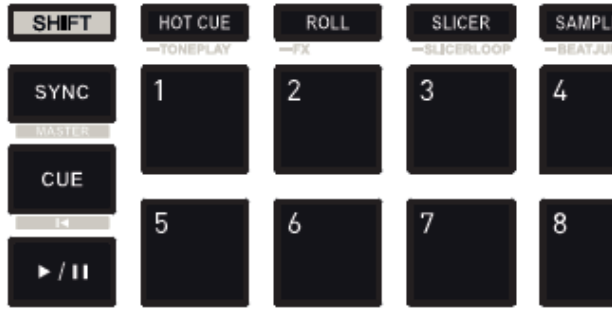 SHIFT HOT CUE ROLL SLICER SAMPL
—TONEPLAY —FX —SLICERLOOP —BEATJU
SYNC 1 2 3 4
MASTER
CUE
5 6 7 8
▶/II